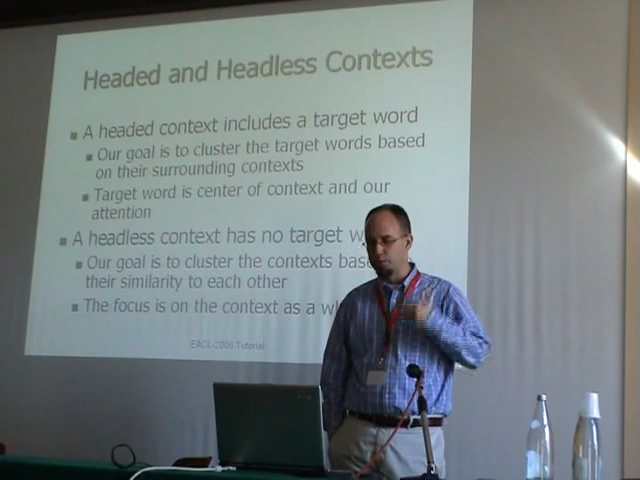 Headed and Headless Contexts
A headed context includes a target word
Our goal is to cluster the target words based
on their surrounding contexts
Target word is center of context and our
attention
A headless context has no target w
Our goal is to cluster the contexts base
their similarity to each other
The focus is on the context as a wh
EACL-2006 Tutorial